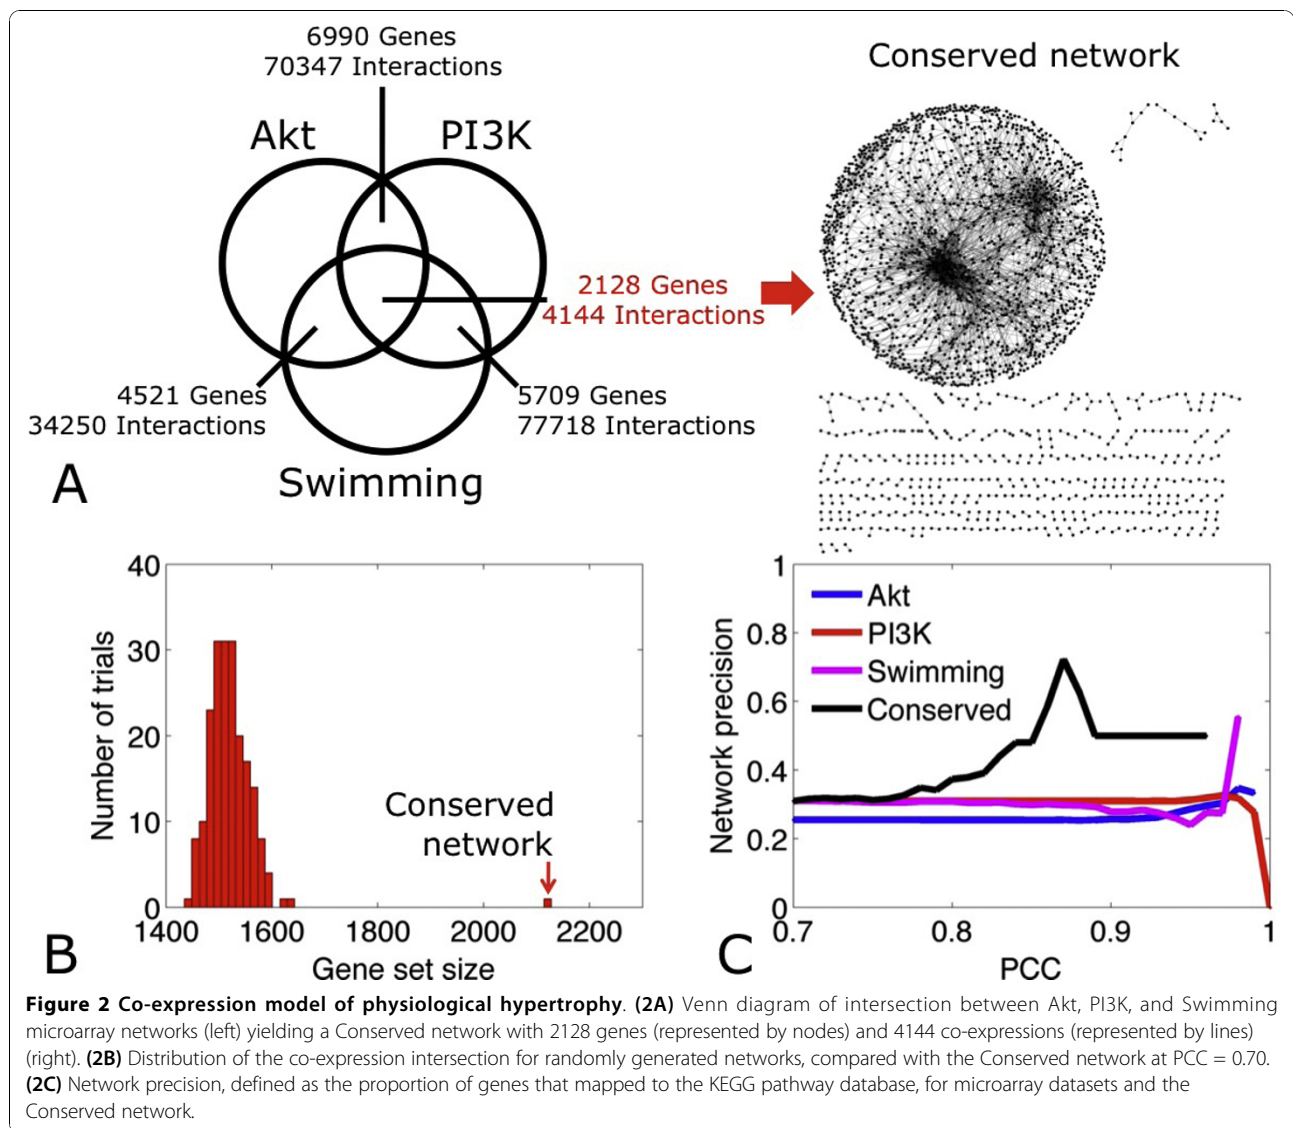 6990 Genes
70347 Interactions
Akt
PI3K
2128 Genes
4144 Interactions
4521 Genes
34250 Interactions
5709 Genes
77718 Interactions
Swimming
A
Conserved network
40
30
20
10
0
1400
1600
1800
2000
2200
Number of trials
Gene set size
Conserved
network
B
1
0.8
0.6
0.4
0.2
0
0.7
0.8
0.9
1
Network precision
PCC
Akt
PI3K
Swimming
Conserved
C
Figure 2 Co-expression model of physiological hypertrophy. (2A) Venn diagram of intersection between Akt, PI3K, and Swimming
microarray networks (left) yielding a Conserved network with 2128 genes (represented by nodes) and 4144 co-expressions (represented by lines)
(right). (2B) Distribution of the co-expression intersection for randomly generated networks, compared with the Conserved network at PCC = 0.70.
(2C) Network precision, defined as the proportion of genes that mapped to the KEGG pathway database, for microarray datasets and the
Conserved network.